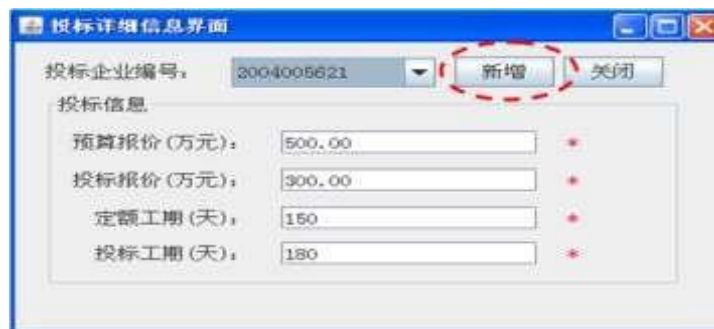 投标详细信息界面
投标企业编号： 2004005621 新增 关闭
投标信息
预算报价(万元)： 500.00 *
投标报价(万元)： 300.00 *
定额工期(天)： 150 *
投标工期(天)： 180 *